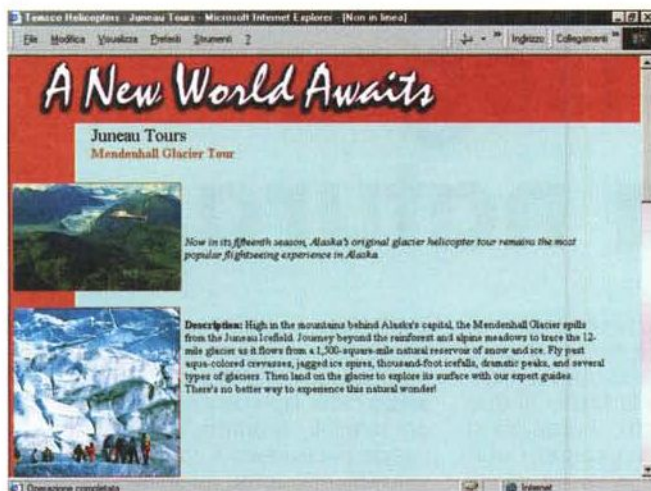 Temsco Helicopters - Juneau Tours - Microsoft Internet Explorer - [Non in linea]
File Modifica Visualizza Preferiti Strumenti ?
Indirizzo Collegamenti
A New World Awaits
Juneau Tours
Mendenhall Glacier Tour
Now in its fifteenth season, Alaska's original glacier helicopter tour remains the most
popular flightseeing experience in Alaska.
Description: High in the mountains behind Alaska's capital, the Mendenhall Glacier spills
from the Juneau Icefield. Journey beyond the rainforest and alpine meadows to trace the 12-
mile glacier as it flows from a 1,500-square-mile natural reservoir of snow and ice. Fly past
aqua-colored crevasses, jagged ice spires, thousand-foot icefalls, dramatic peaks, and several
types of glaciers. Then land on the glacier to explore its surface with our expert guides.
There's no better way to experience this natural wonder!
Operazione completata
Internet